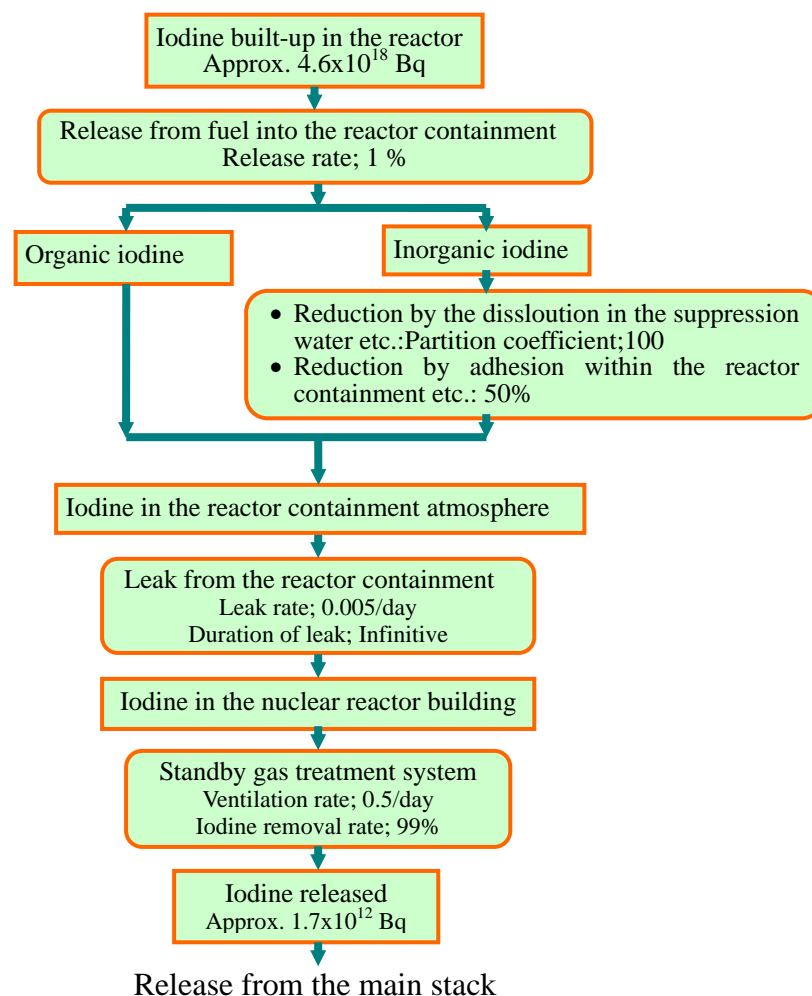 Iodine built-up in the reactor
Approx. 4.6x10^18 Bq
Release from fuel into the reactor containment
Release rate; 1 %
Organic iodine
Inorganic iodine
• Reduction by the dissloution in the suppression
water etc.:Partition coefficient;100
• Reduction by adhesion within the reactor
containment etc.: 50%
Iodine in the reactor containment atmosphere
Leak from the reactor containment
Leak rate; 0.005/day
Duration of leak; Infinitive
Iodine in the nuclear reactor building
Standby gas treatment system
Ventilation rate; 0.5/day
Iodine removal rate; 99%
Iodine released
Approx. 1.7x10^12 Bq
Release from the main stack